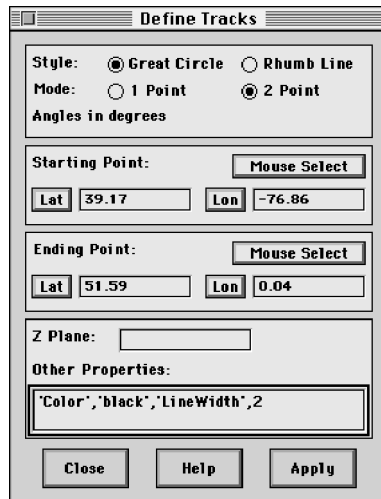 Define Tracks
Style: Great Circle Rhumb Line
Mode: 1 Point 2 Point
Angles in degrees
Starting Point: Mouse Select
Lat 39.17 Lon -76.86
Ending Point: Mouse Select
Lat 51.59 Lon 0.04
Z Plane:
Other Properties:
'Color','black','LineWidth',2
Close Help Apply